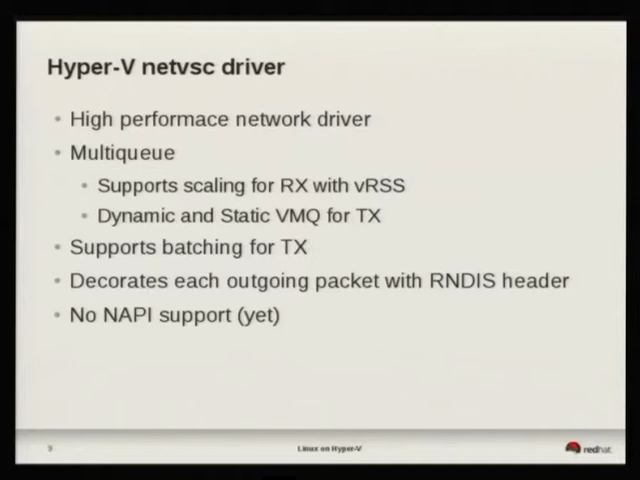 Hyper-V netvsc driver
• High performace network driver
• Multiqueue
• Supports scaling for RX with vRSS
• Dynamic and Static VMQ for TX
• Supports batching for TX
• Decorates each outgoing packet with RNDIS header
• No NAPI support (yet)
9
Linux on Hyper-V
redhat